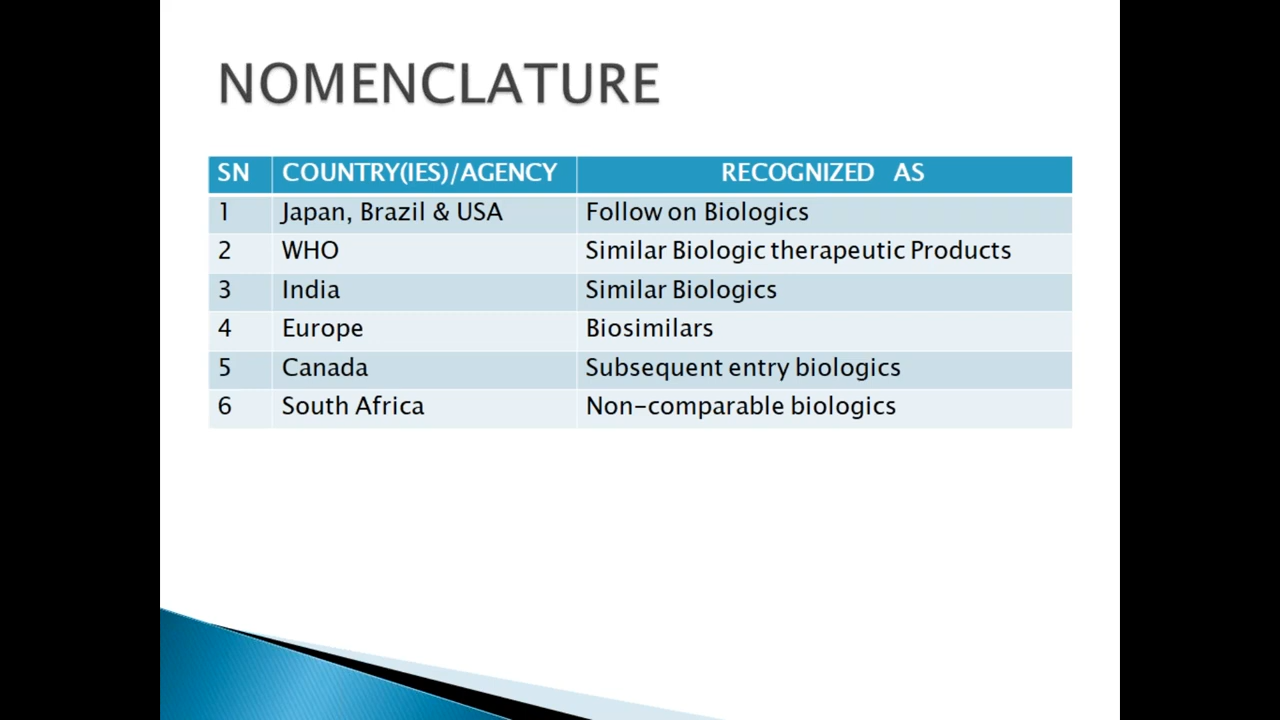 NOMENCLATURE
SN COUNTRY(IES)/AGENCY RECOGNIZED AS
1 Japan, Brazil & USA Follow on Biologics
2 WHO Similar Biologic therapeutic Products
3 India Similar Biologics
4 Europe Biosimilars
5 Canada Subsequent entry biologics
6 South Africa Non-comparable biologics